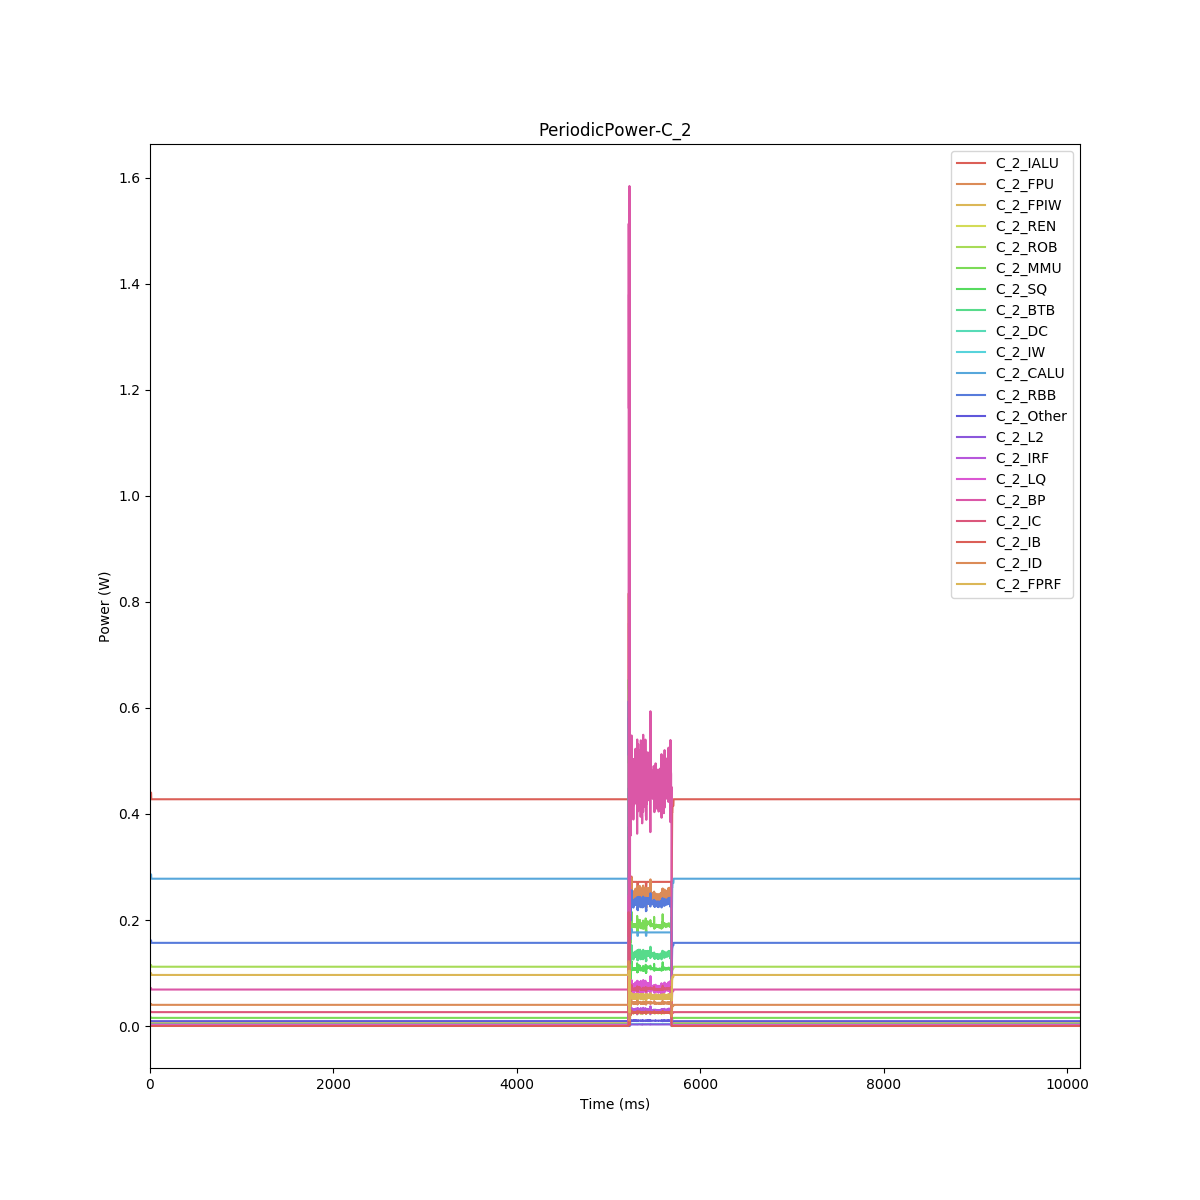 PeriodicPower-C_2
1.6
1.4
1.2
1.0
0.8
0.6
0.4
0.2
0.0
Power (W)
0
2000
4000
6000
8000
10000
Time (ms)
C_2_IALU
C_2_FPU
C_2_FPIW
C_2_REN
C_2_ROB
C_2_MMU
C_2_SQ
C_2_BTB
C_2_DC
C_2_IW
C_2_CALU
C_2_RBB
C_2_Other
C_2_L2
C_2_IRF
C_2_LQ
C_2_BP
C_2_IC
C_2_IB
C_2_ID
C_2_FPRF